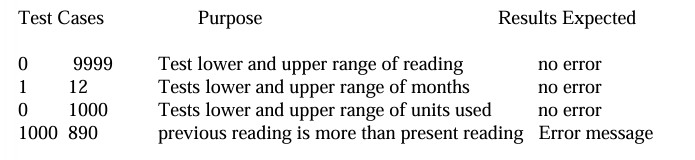 Test Cases Purpose Results Expected
0 9999 Test lower and upper range of reading no error
1 12 Tests lower and upper range of months no error
0 1000 Tests lower and upper range of units used no error
1000 890 previous reading is more than present reading Error message